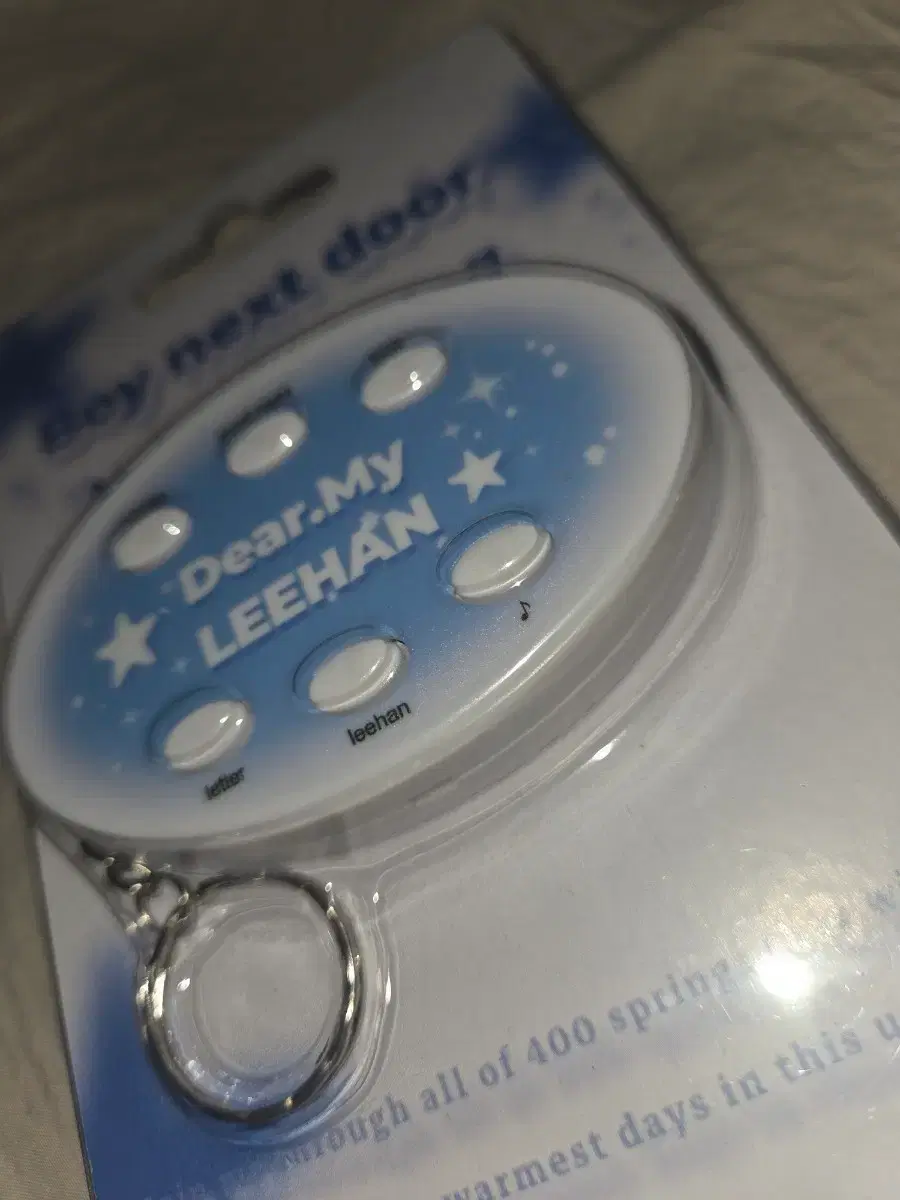 Boy next door
Dear.My
LEEHAN
letter
leehan
♪
through all of 400 spring
warmest days in this